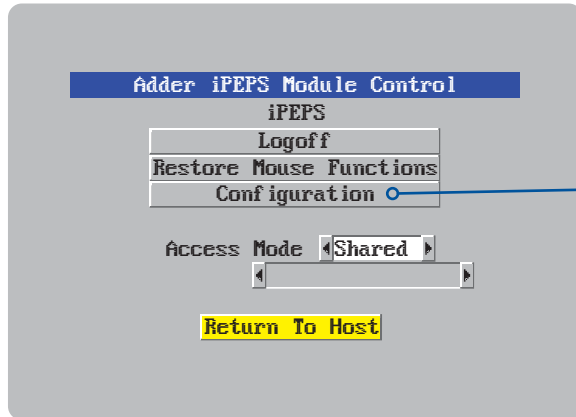 Adder iPEPS Module Control
iPEPS
Logoff
Restore Mouse Functions
Configuration
Access Mode Shared
Return To Host